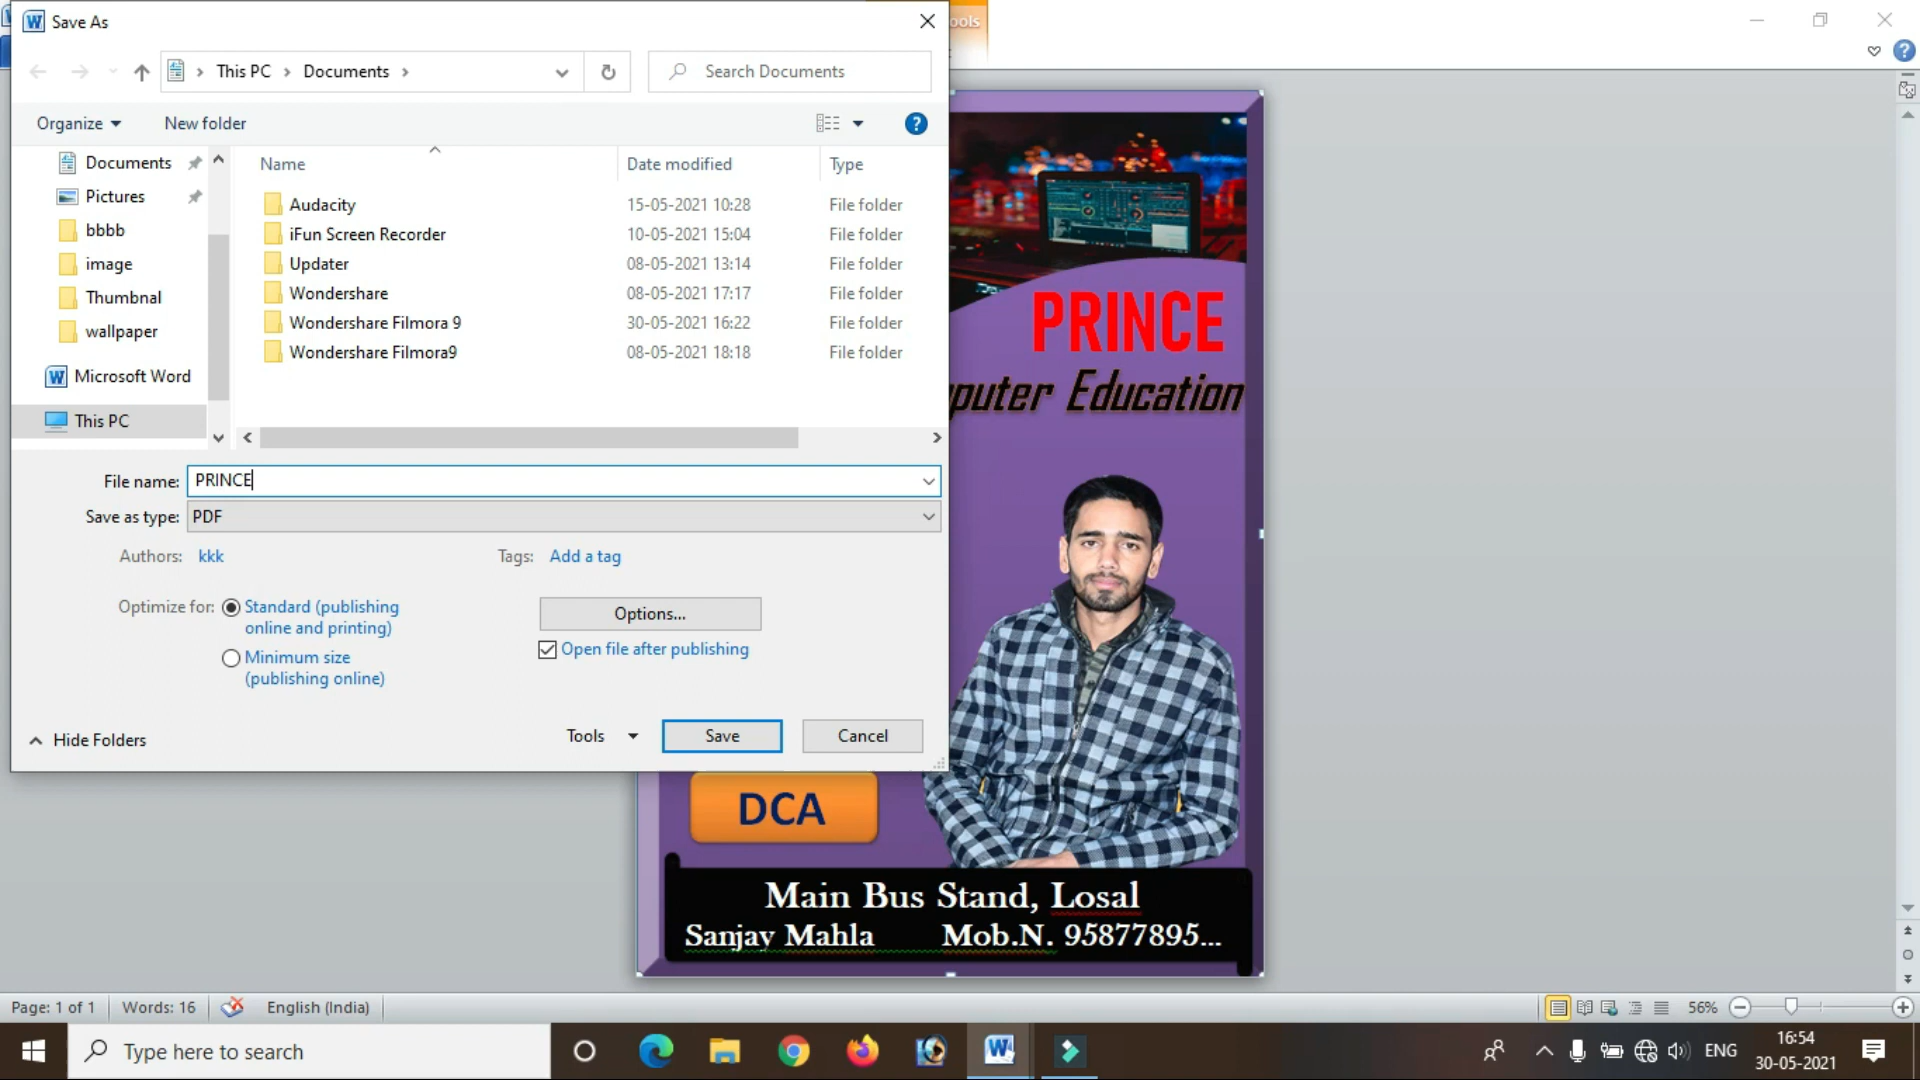 Save As
ools
This PC
Documents
Search Documents
Organize
New folder
Documents
Pictures
bbbb
image
Thumbnal
wallpaper
Microsoft Word
This PC
Name
Date modified
Type
Audacity
15-05-2021 10:28
File folder
iFun Screen Recorder
10-05-2021 15:04
File folder
Updater
08-05-2021 13:14
File folder
Wondershare
08-05-2021 17:17
File folder
Wondershare Filmora 9
30-05-2021 16:22
File folder
Wondershare Filmora9
08-05-2021 18:18
File folder
File name: PRINCE
Save as type: PDF
Authors: kkk
Tags: Add a tag
Optimize for:
Standard (publishing
online and printing)
Minimum size
(publishing online)
Options...
Open file after publishing
Hide Folders
Tools
Save
Cancel
PRINCE
puter Education
DCA
Main Bus Stand, Losal
Sanjay Mahla Mob.N. 95877895...
Page: 1 of 1
Words: 16
English (India)
56%
Type here to search
ENG
16:54
30-05-2021